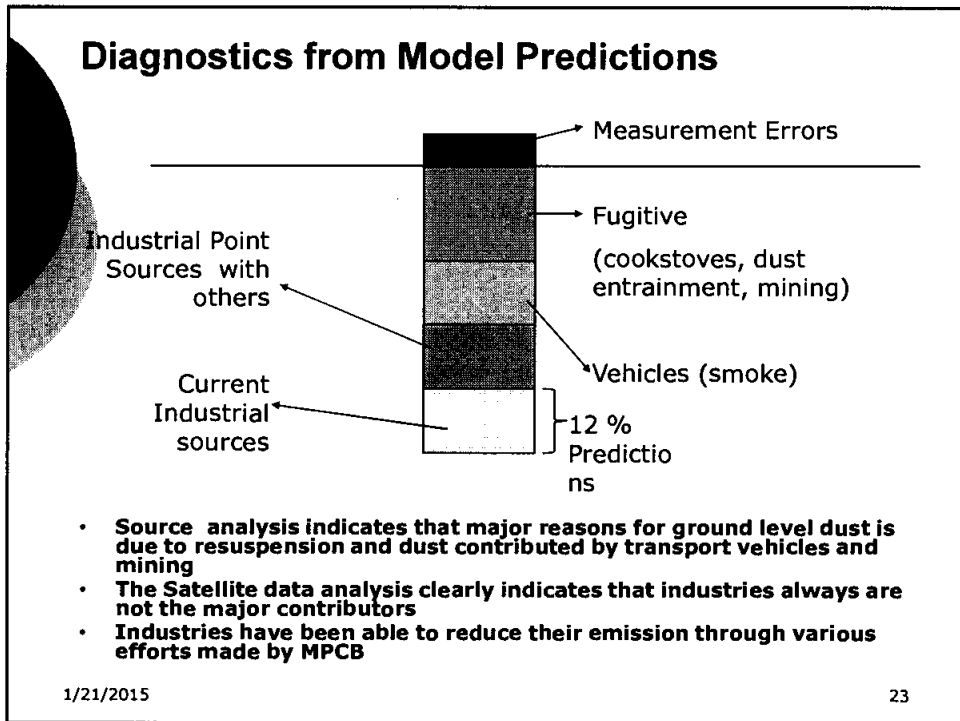 Diagnostics from Model Predictions
Measurement Errors
Fugitive
(cookstoves, dust
entrainment, mining)
Industrial Point
Sources with
others
Vehicles (smoke)
Current
Industrial
sources
12 %
Predictio
ns
• Source analysis indicates that major reasons for ground level dust is
due to resuspension and dust contributed by transport vehicles and
mining
• The Satellite data analysis clearly indicates that industries always are
not the major contributors
• Industries have been able to reduce their emission through various
efforts made by MPCB
1/21/2015
23